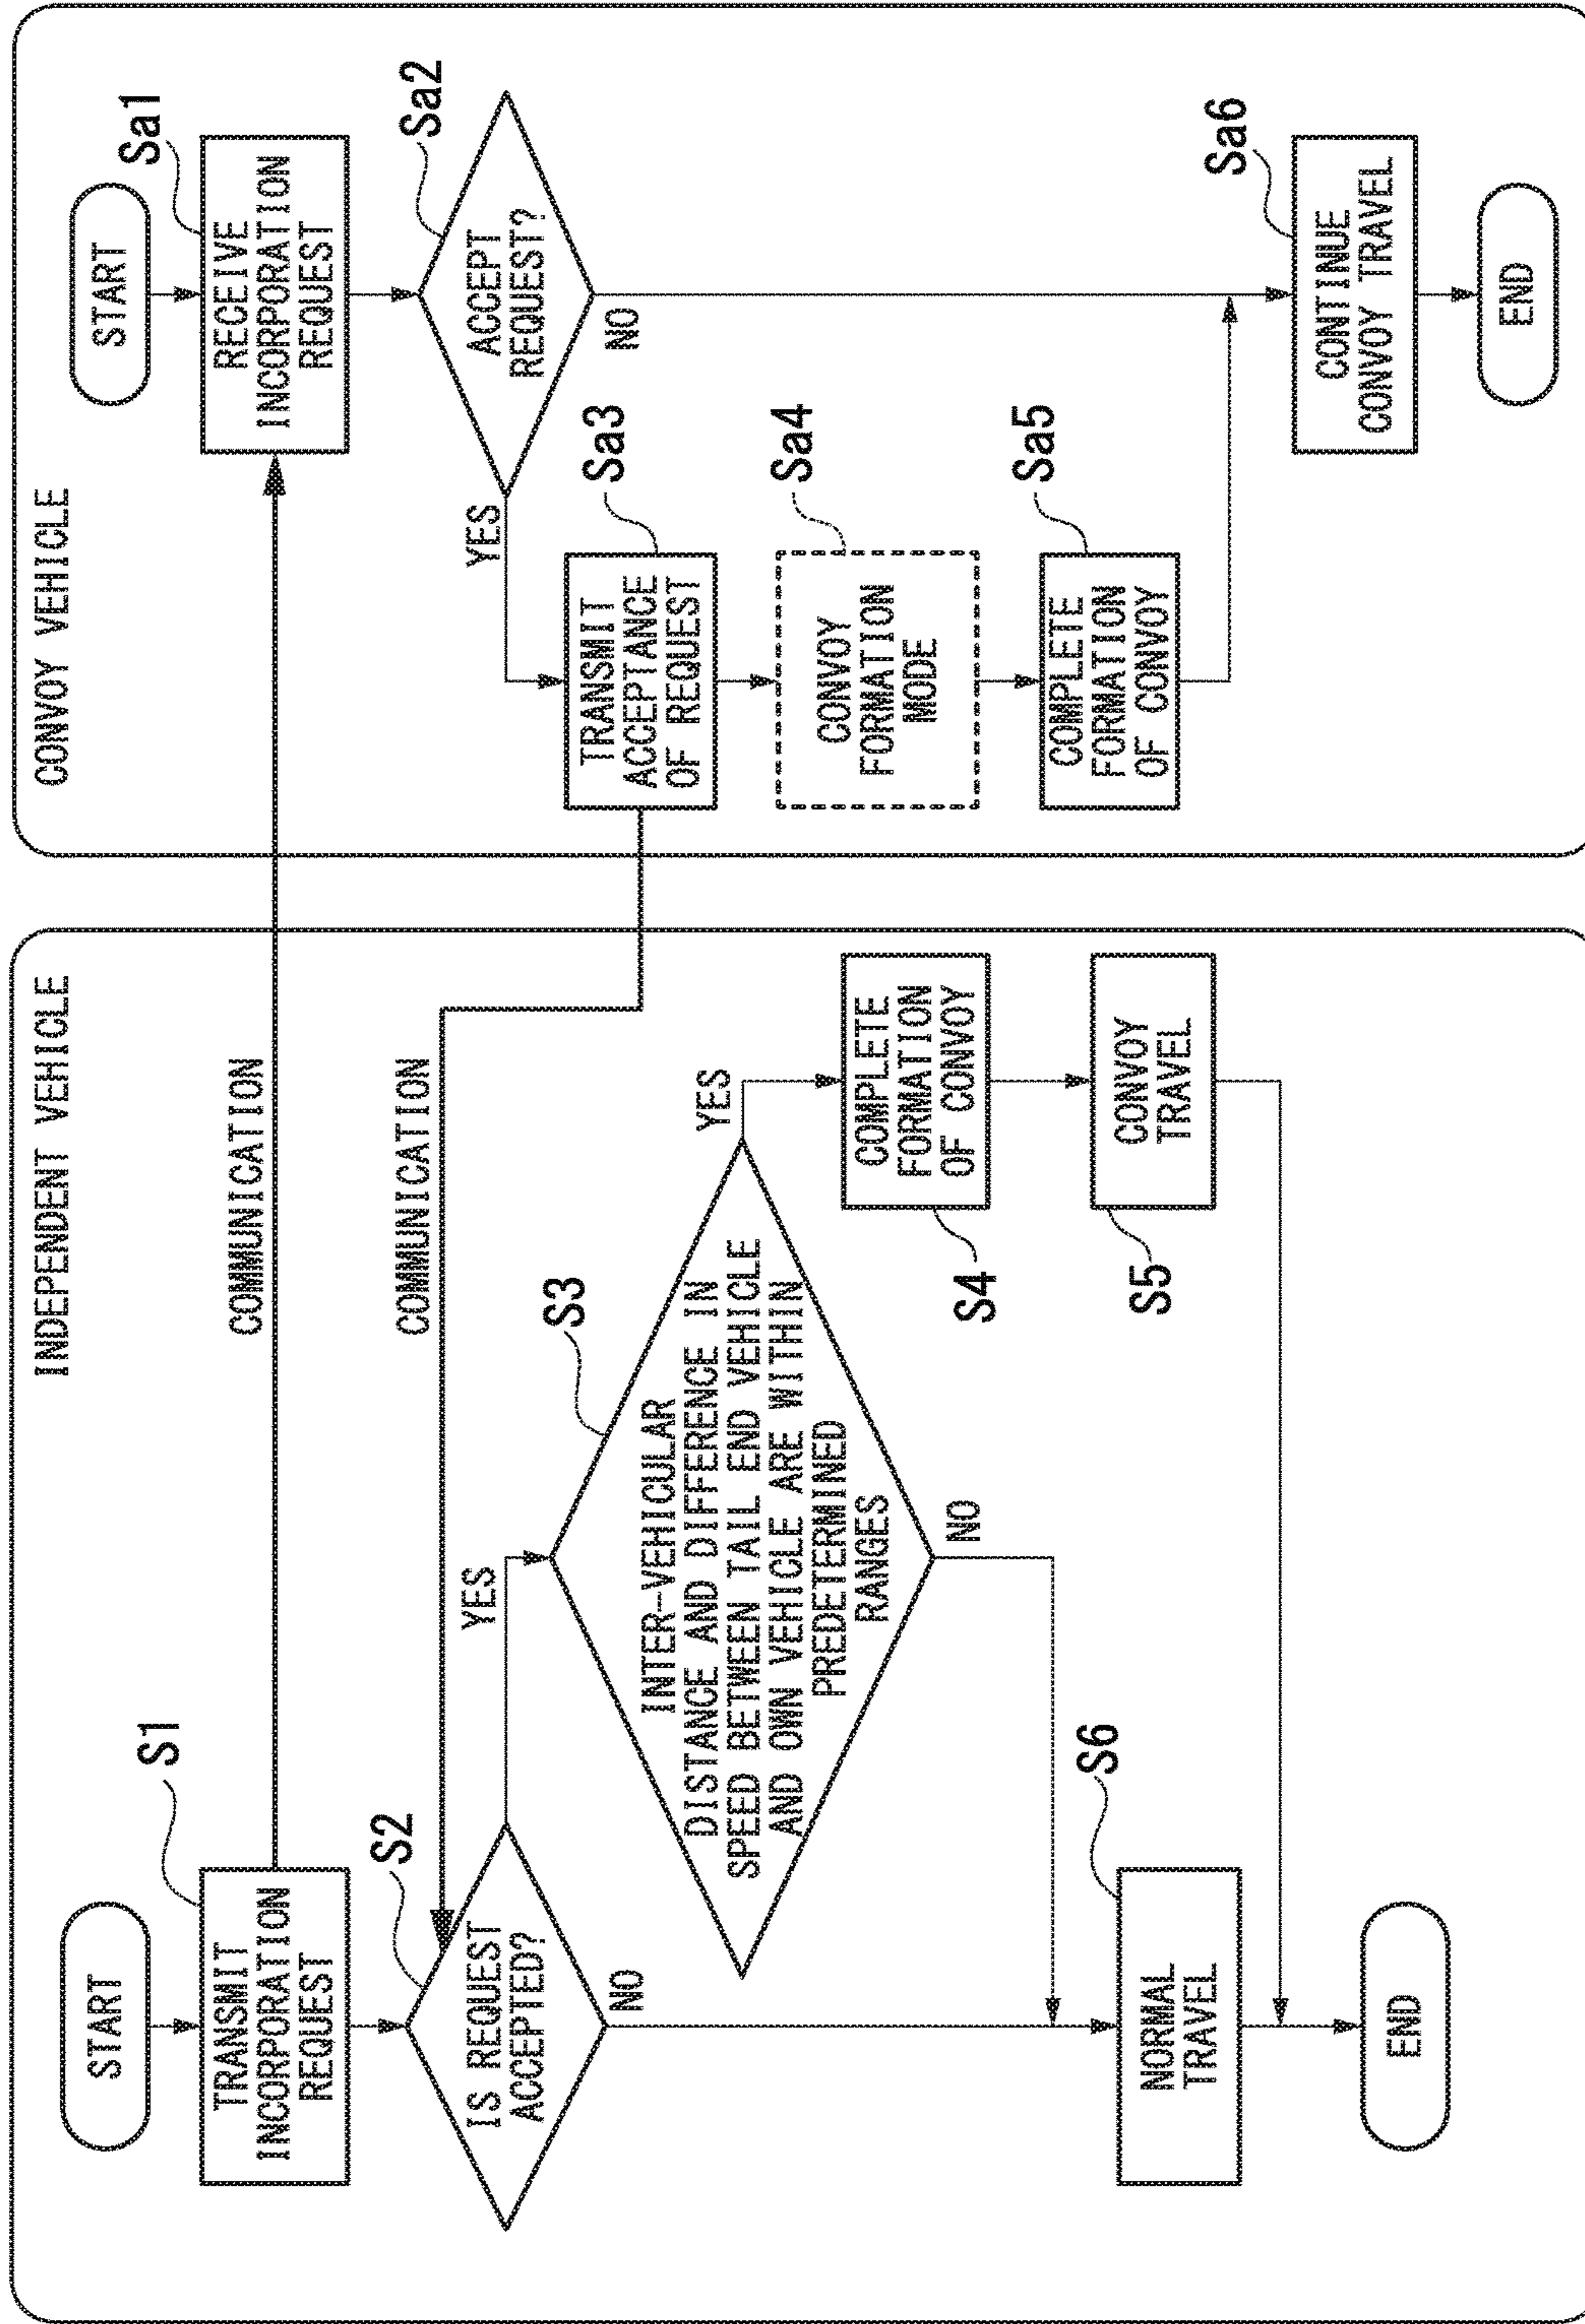 INDEPENDENT VEHICLE
START
S1
TRANSMIT
INCORPORATION
REQUEST
COMMUNICATION
S2
IS REQUEST
ACCEPTED?
COMMUNICATION
YES
NO
S3
INTER-VEHICULAR
DISTANCE AND DIFFERENCE IN
SPEED BETWEEN TAIL END VEHICLE
AND OWN VEHICLE ARE WITHIN
PREDETERMINED
RANGES
YES
NO
COMPLETE
FORMATION
OF CONVOY
S4
CONVOY
TRAVEL
S5
S6
NORMAL
TRAVEL
END
CONVOY VEHICLE
START
Sa1
RECEIVE
INCORPORATION
REQUEST
Sa2
ACCEPT
REQUEST?
YES
NO
Sa3
TRANSMIT
ACCEPTANCE
OF REQUEST
Sa4
CONVOY
FORMATION
MODE
Sa5
COMPLETE
FORMATION
OF CONVOY
Sa6
CONTINUE
CONVOY TRAVEL
END